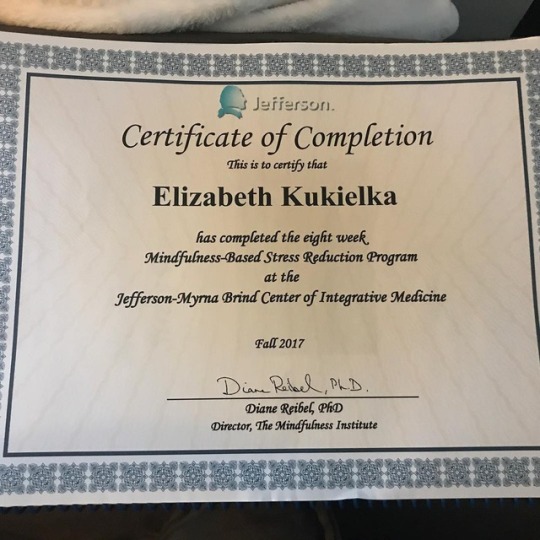 Jefferson.
Certificate of Completion
This is to certify that
Elizabeth Kukielka
has completed the eight week
Mindfulness-Based Stress Reduction Program
at the
Jefferson-Myrna Brind Center of Integrative Medicine
Fall 2017
Diane Reibel, Ph.D.
Diane Reibel, PhD
Director, The Mindfulness Institute